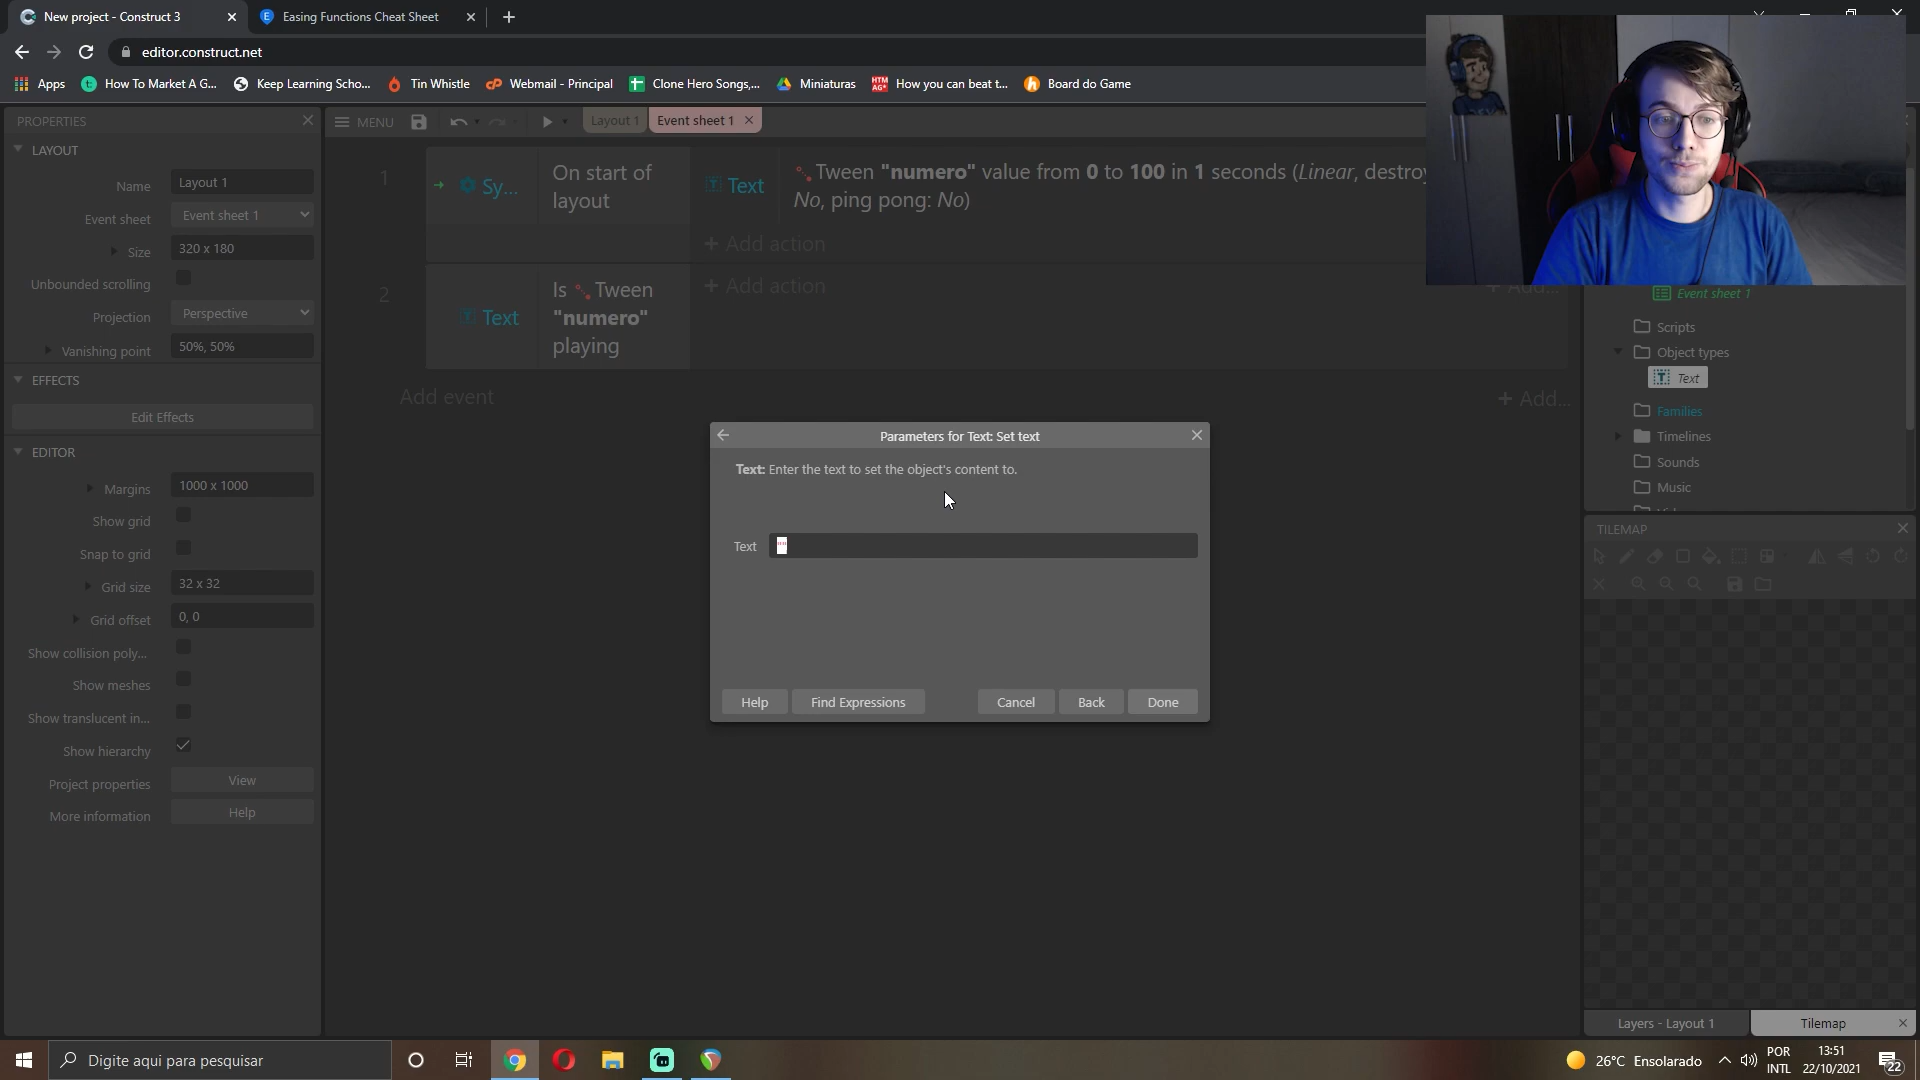 New project - Construct 3
Easing Functions Cheat Sheet
editor.construct.net
Apps
How To Market A G...
Keep Learning Scho...
Tin Whistle
Webmail - Principal
Clone Hero Songs,...
Miniaturas
How you can beat t...
Board do Game
PROPERTIES
MENU
Layout 1
Event sheet 1
LAYOUT
Name
Layout 1
Event sheet
Event sheet 1
Size
320 x 180
Unbounded scrolling
Projection
Perspective
Vanishing point
50%, 50%
EFFECTS
Edit Effects
EDITOR
Margins
1000 x 1000
Show grid
Snap to grid
Grid size
32 x 32
Grid offset
0, 0
Show collision poly...
Show meshes
Show translucent in...
Show hierarchy
Project properties
View
More information
Help
1
Sy...
On start of
layout
Text
Tween "numero" value from 0 to 100 in 1 seconds (Linear, destroy
No, ping pong: No)
+ Add action
2
Text
Is Tween
"numero"
playing
+ Add action
+ Add...
Add event
+ Add...
Parameters for Text: Set text
Text: Enter the text to set the object's content to.
Text
""
Help
Find Expressions
Cancel
Back
Done
Event sheet 1
Scripts
Object types
Text
Families
Timelines
Sounds
Music
TILEMAP
Layers - Layout 1
Tilemap
Digite aqui para pesquisar
26°C Ensolarado
POR
INTL
13:51
22/10/2021
22